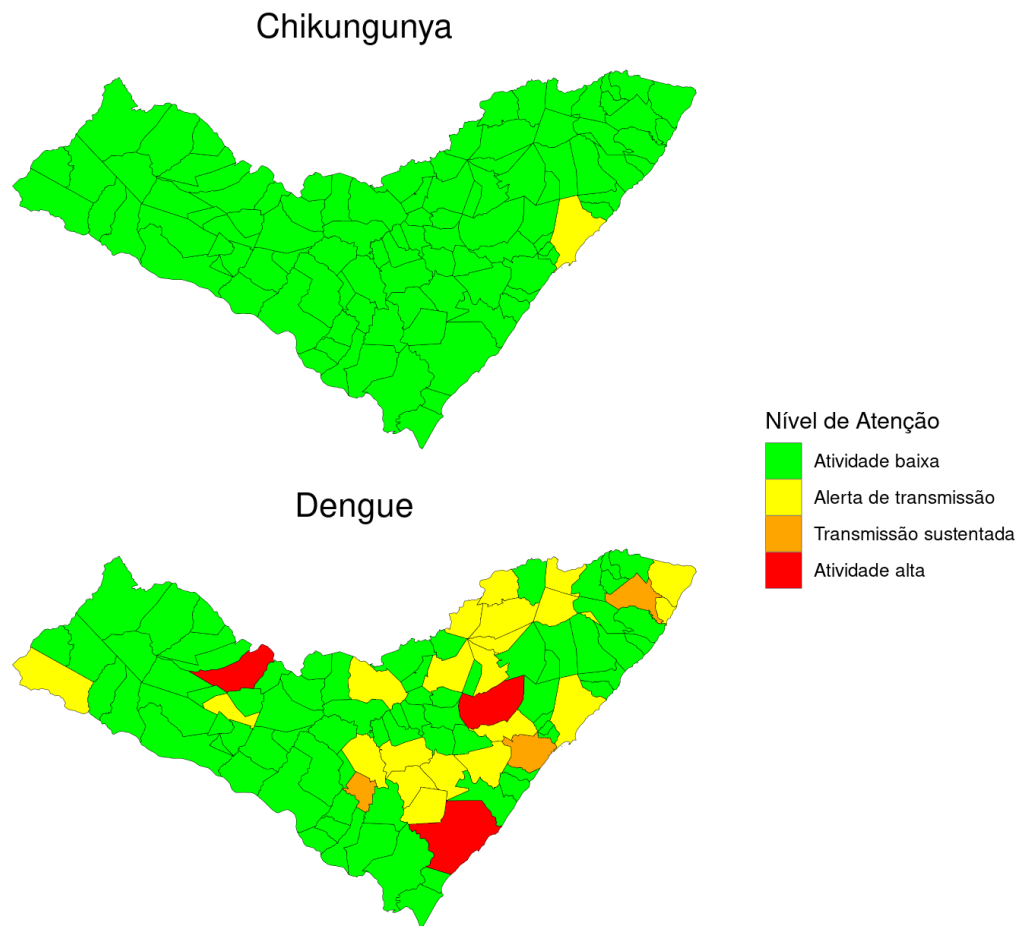 Chikungunya
Dengue
Nível de Atenção
Atividade baixa
Alerta de transmissão
Transmissão sustentada
Atividade alta